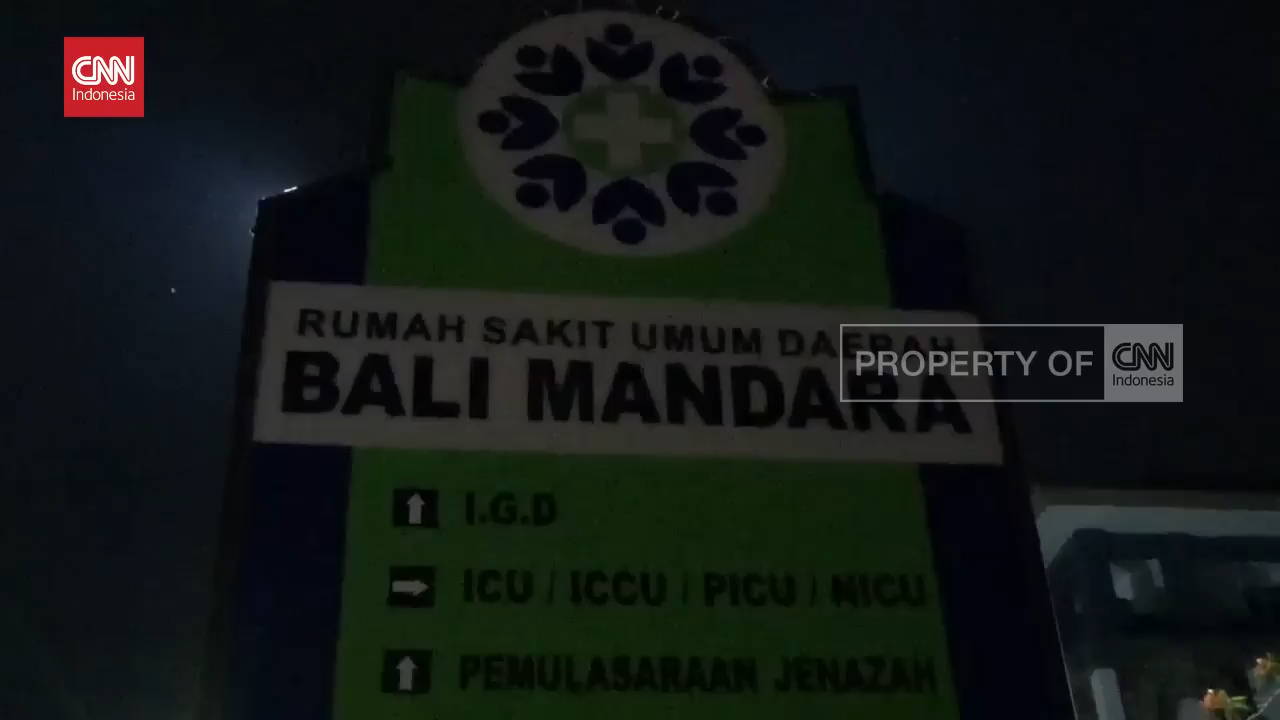 CNN
Indonesia
RUMAH SAKIT UMUM DAERAH
BALI MANDARA
PROPERTY OF CNN
Indonesia
I.G.D
ICU / ICCU / PICU / NICU
PEMULASARAAN JENAZAH